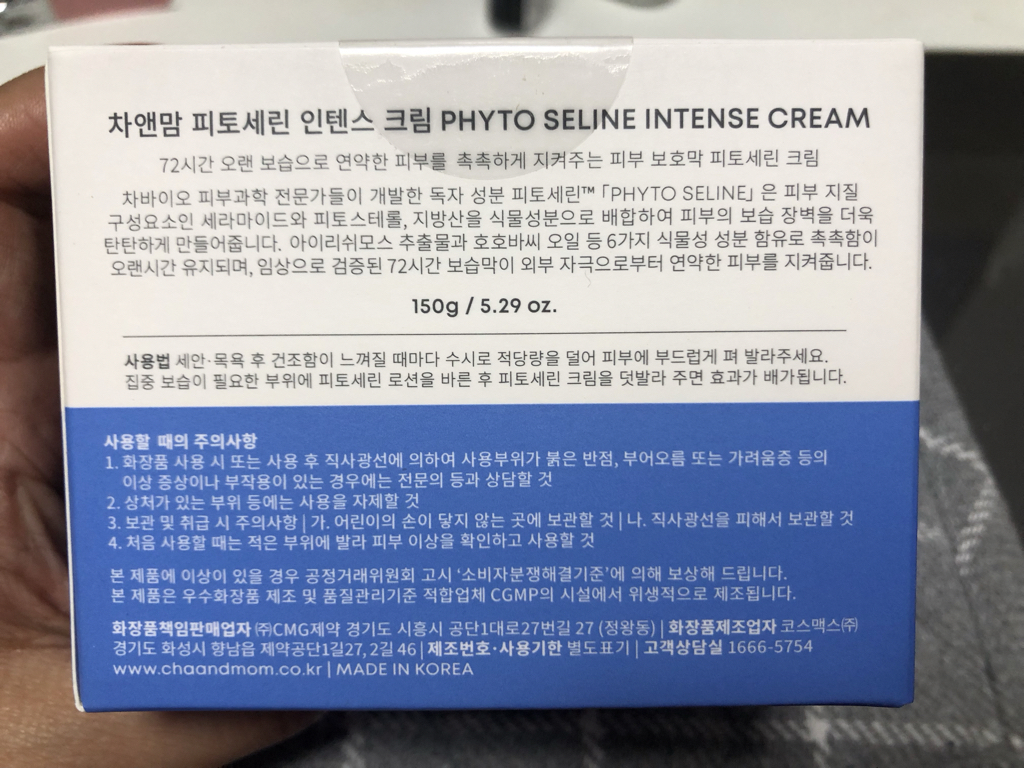 차앤맘 피토세린 인텐스 크림 PHYTO SELINE INTENSE CREAM
72시간 오랜 보습으로 연약한 피부를 촉촉하게 지켜주는 피부 보호막 피토세린 크림
차바이오 피부과학 전문가들이 개발한 독자 성분 피토세린™「PHYTO SELINE」은 피부 지질
구성요소인 세라마이드와 피토스테롤, 지방산을 식물성분으로 배합하여 피부의 보습 장벽을 더욱
탄탄하게 만들어줍니다. 아이리쉬모스 추출물과 호호바씨 오일 등 6가지 식물성 성분 함유로 촉촉함이
오랜시간 유지되며, 임상으로 검증된 72시간 보습막이 외부 자극으로부터 연약한 피부를 지켜줍니다.
150g / 5.29 oz.
사용법 세안·목욕 후 건조함이 느껴질 때마다 수시로 적당량을 덜어 피부에 부드럽게 펴 발라주세요.
집중 보습이 필요한 부위에 피토세린 로션을 바른 후 피토세린 크림을 덧발라 주면 효과가 배가됩니다.
사용할 때의 주의사항
1. 화장품 사용 시 또는 사용 후 직사광선에 의하여 사용부위가 붉은 반점, 부어오름 또는 가려움증 등의
이상 증상이나 부작용이 있는 경우에는 전문의 등과 상담할 것
2. 상처가 있는 부위 등에는 사용을 자제할 것
3. 보관 및 취급 시 주의사항 | 가. 어린이의 손이 닿지 않는 곳에 보관할 것 | 나. 직사광선을 피해서 보관할 것
4. 처음 사용할 때는 적은 부위에 발라 피부 이상을 확인하고 사용할 것
본 제품에 이상이 있을 경우 공정거래위원회 고시 '소비자분쟁해결기준'에 의해 보상해 드립니다.
본 제품은 우수화장품 제조 및 품질관리기준 적합업체 CGMP의 시설에서 위생적으로 제조됩니다.
화장품책임판매업자 ㈜CMG제약 경기도 시흥시 공단1대로27번길 27 (정왕동) | 화장품제조업자 코스맥스㈜
경기도 화성시 향남읍 제약공단1길27, 2길 46 | 제조번호·사용기한 별도표기 | 고객상담실 1666-5754
www.chaandmom.co.kr | MADE IN KOREA